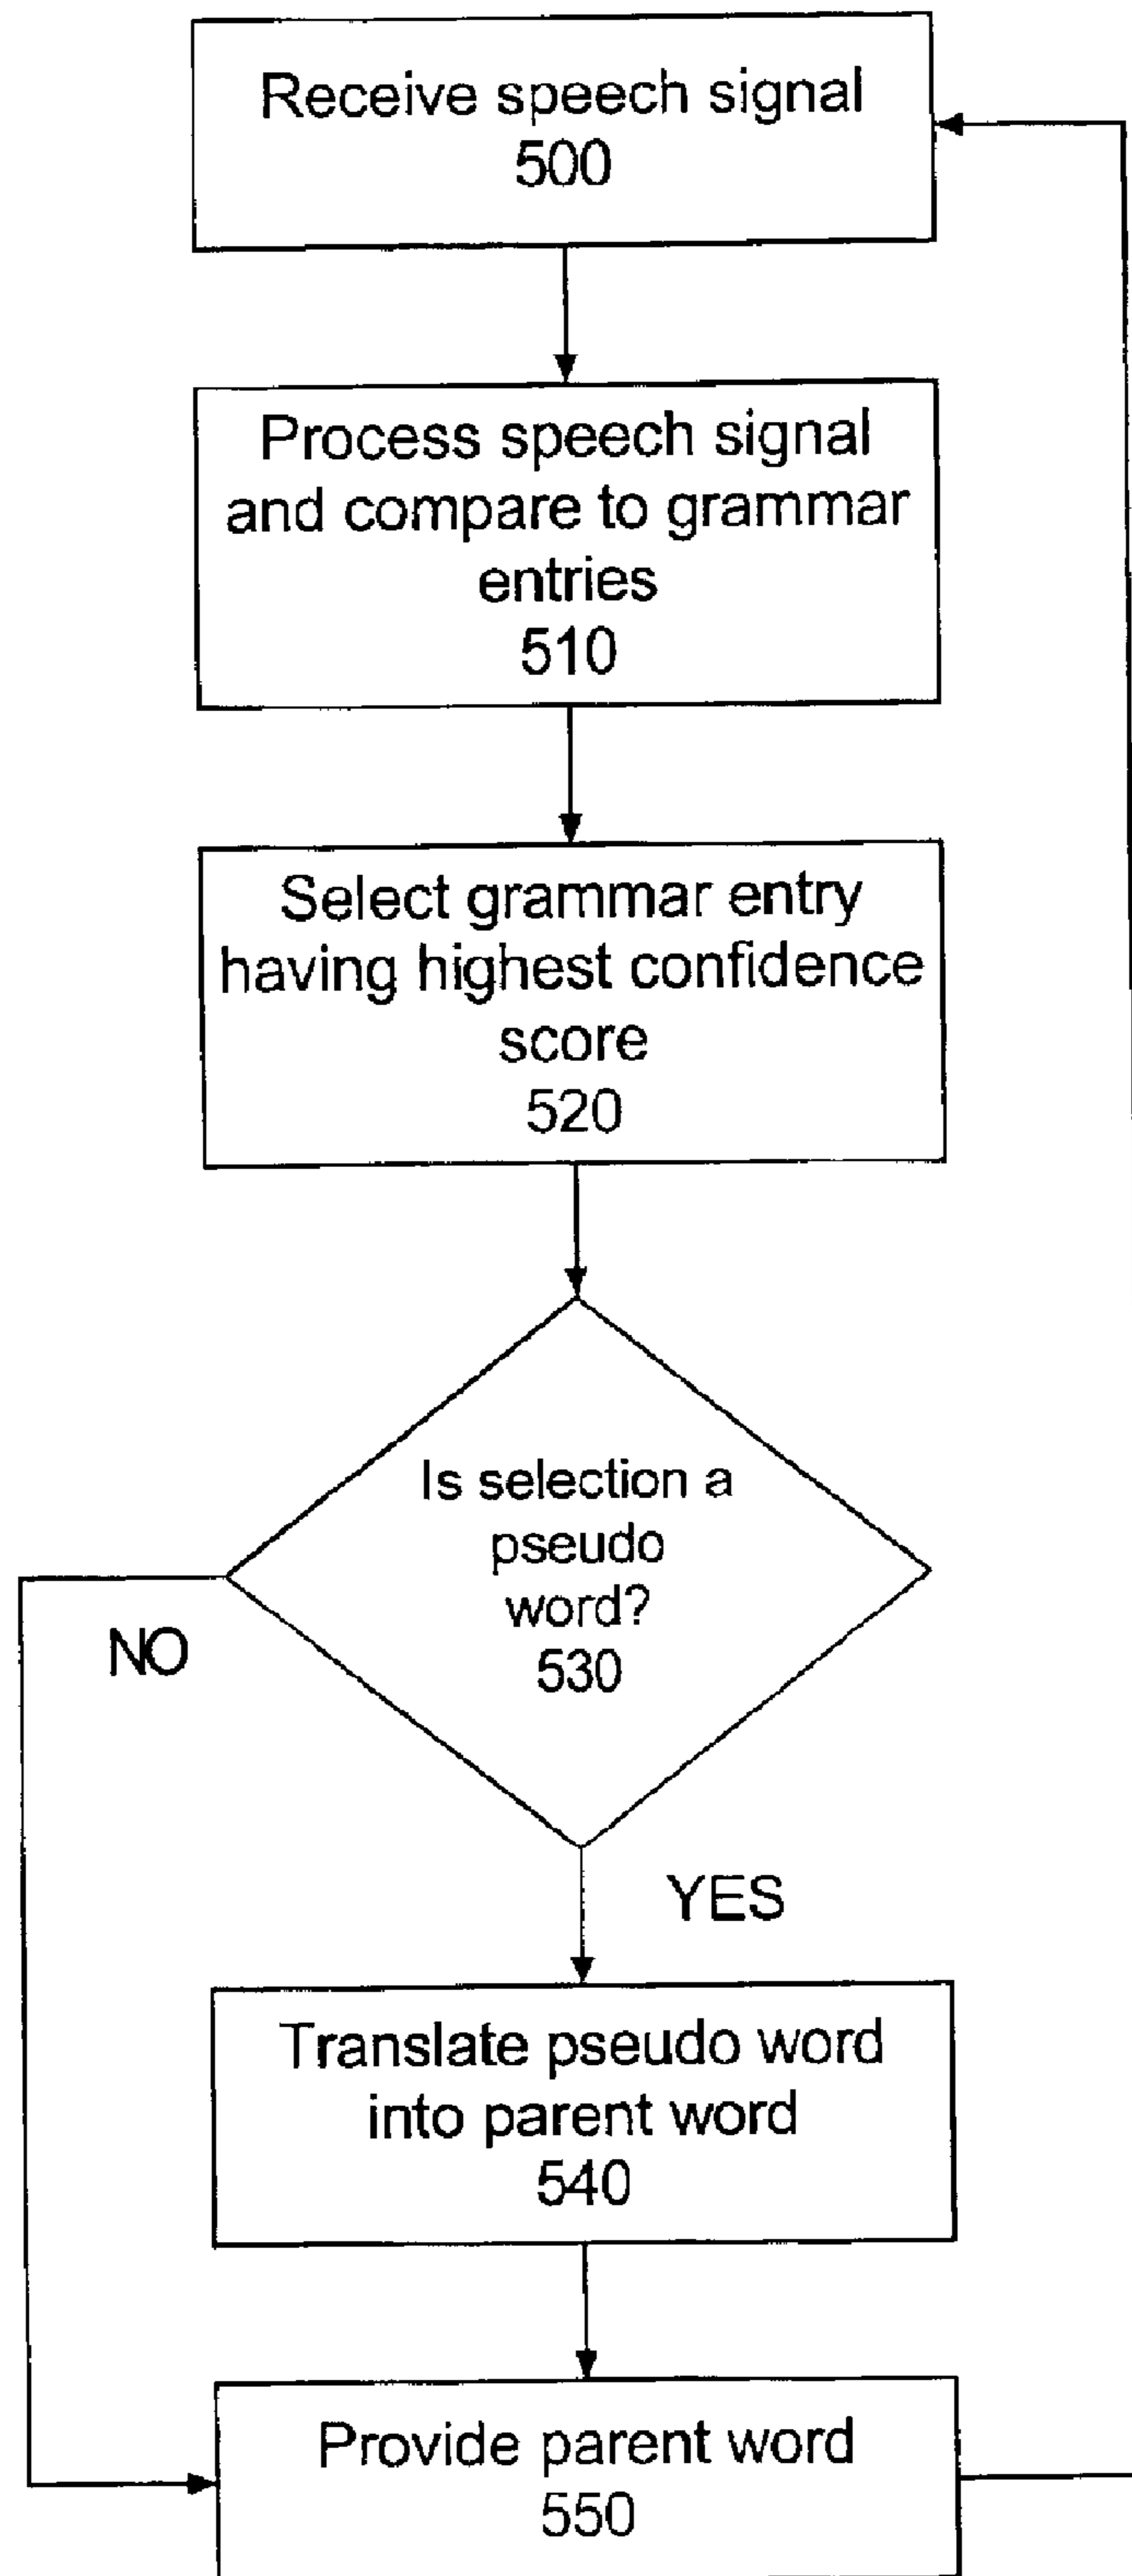 Receive speech signal
500
Process speech signal
and compare to grammar
entries
510
Select grammar entry
having highest confidence
score
520
Is selection a
pseudo
word?
530
NO
YES
Translate pseudo word
into parent word
540
Provide parent word
550